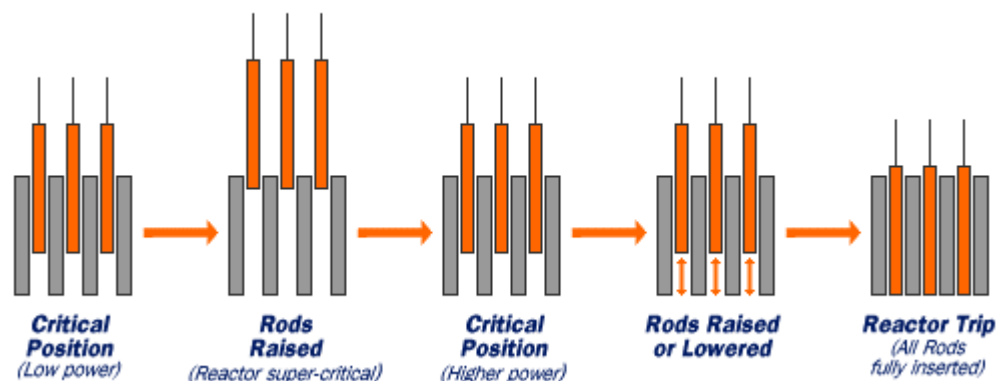 Critical
Position
(Low power)
Rods
Raised
(Reactor super-critical)
Critical
Position
(Higher power)
Rods Raised
or Lowered
Reactor Trip
(All Rods
fully inserted)